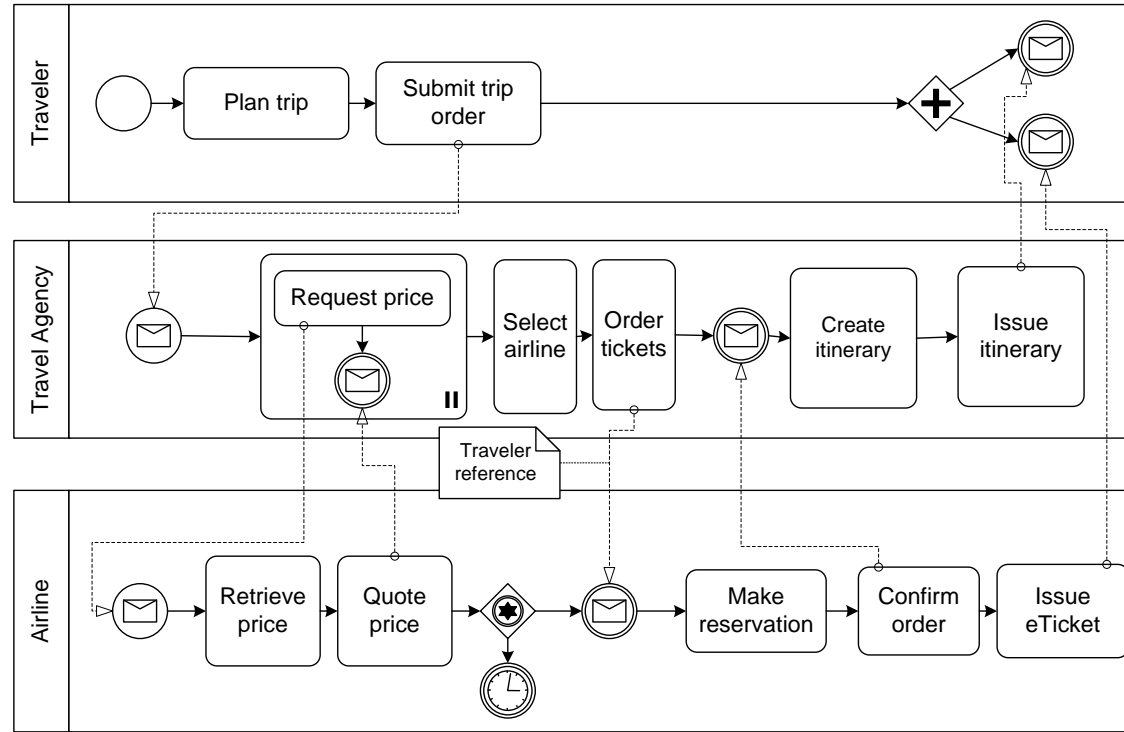 Traveler
Plan trip
Submit trip
order
Travel Agency
Request price
Select
airline
Order
tickets
Create
itinerary
Issue
itinerary
II
Traveler
reference
Airline
Retrieve
price
Quote
price
Make
reservation
Confirm
order
Issue
eTicket